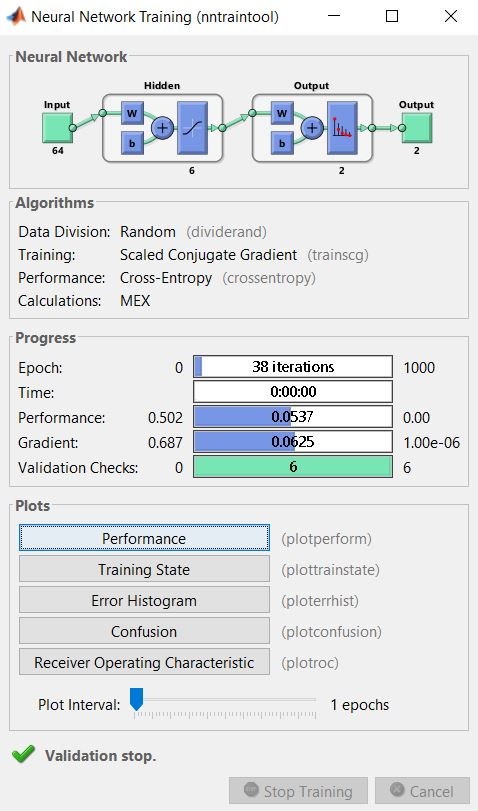 Neural Network Training (nntraintool)
Neural Network
Hidden Output
Input Output
W W
b b
64 6 2 2
Algorithms
Data Division: Random (dividerand)
Training: Scaled Conjugate Gradient (trainscg)
Performance: Cross-Entropy (crossentropy)
Calculations: MEX
Progress
Epoch: 0 38 iterations 1000
Time: 0:00:00
Performance: 0.502 0.0537 0.00
Gradient: 0.687 0.0625 1.00e-06
Validation Checks: 0 6 6
Plots
Performance (plotperform)
Training State (plottrainstate)
Error Histogram (ploterrhist)
Confusion (plotconfusion)
Receiver Operating Characteristic (plotroc)
Plot Interval: 1 epochs
Validation stop.
Stop Training Cancel